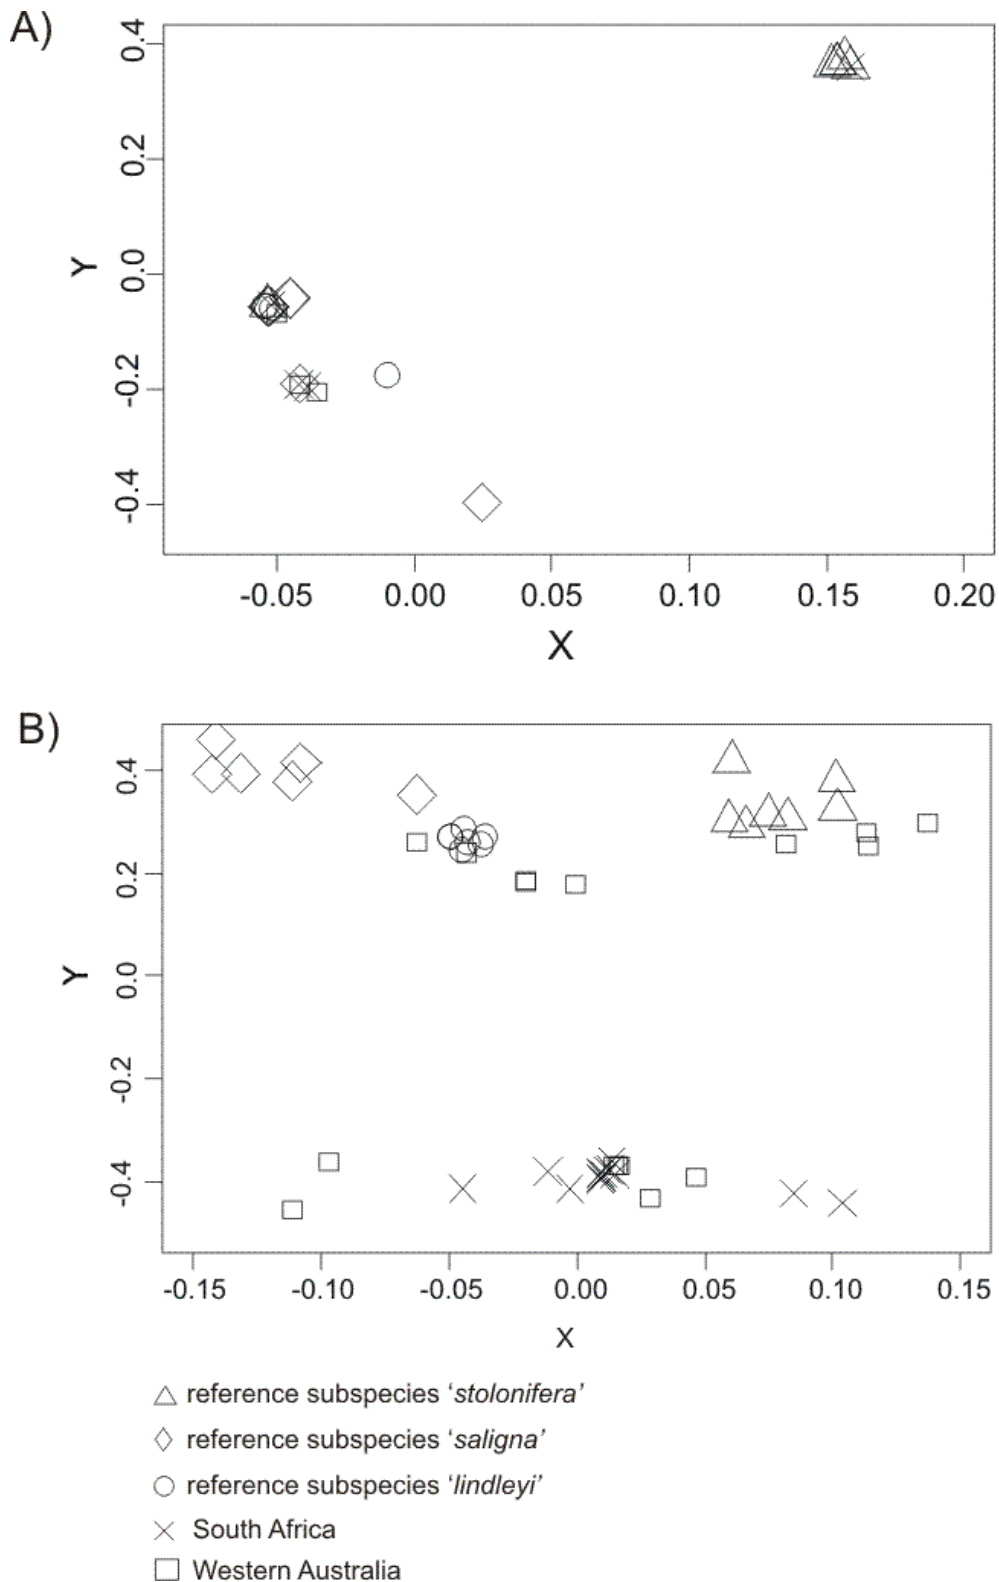 A)
0.4
0.2
0.0
-0.2
-0.4
Y
-0.05 0.00 0.05 0.10 0.15 0.20
X
B)
0.4
0.2
0.0
-0.2
-0.4
Y
-0.15 -0.10 -0.05 0.00 0.05 0.10 0.15
X
reference subspecies ‘stolonifera’
reference subspecies ‘saligna’
reference subspecies ‘lindleyi’
South Africa
Western Australia